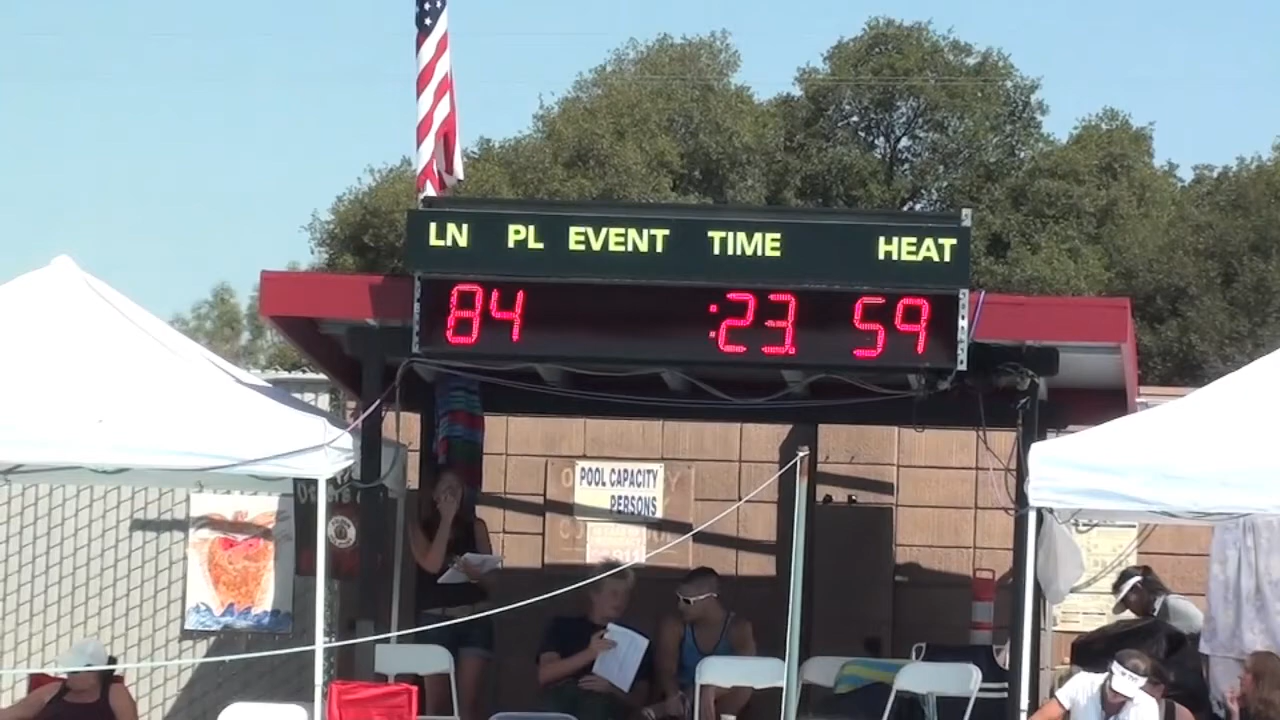 LN PL EVENT TIME HEAT
84 :23. 59
POOL CAPACITY
PERSONS